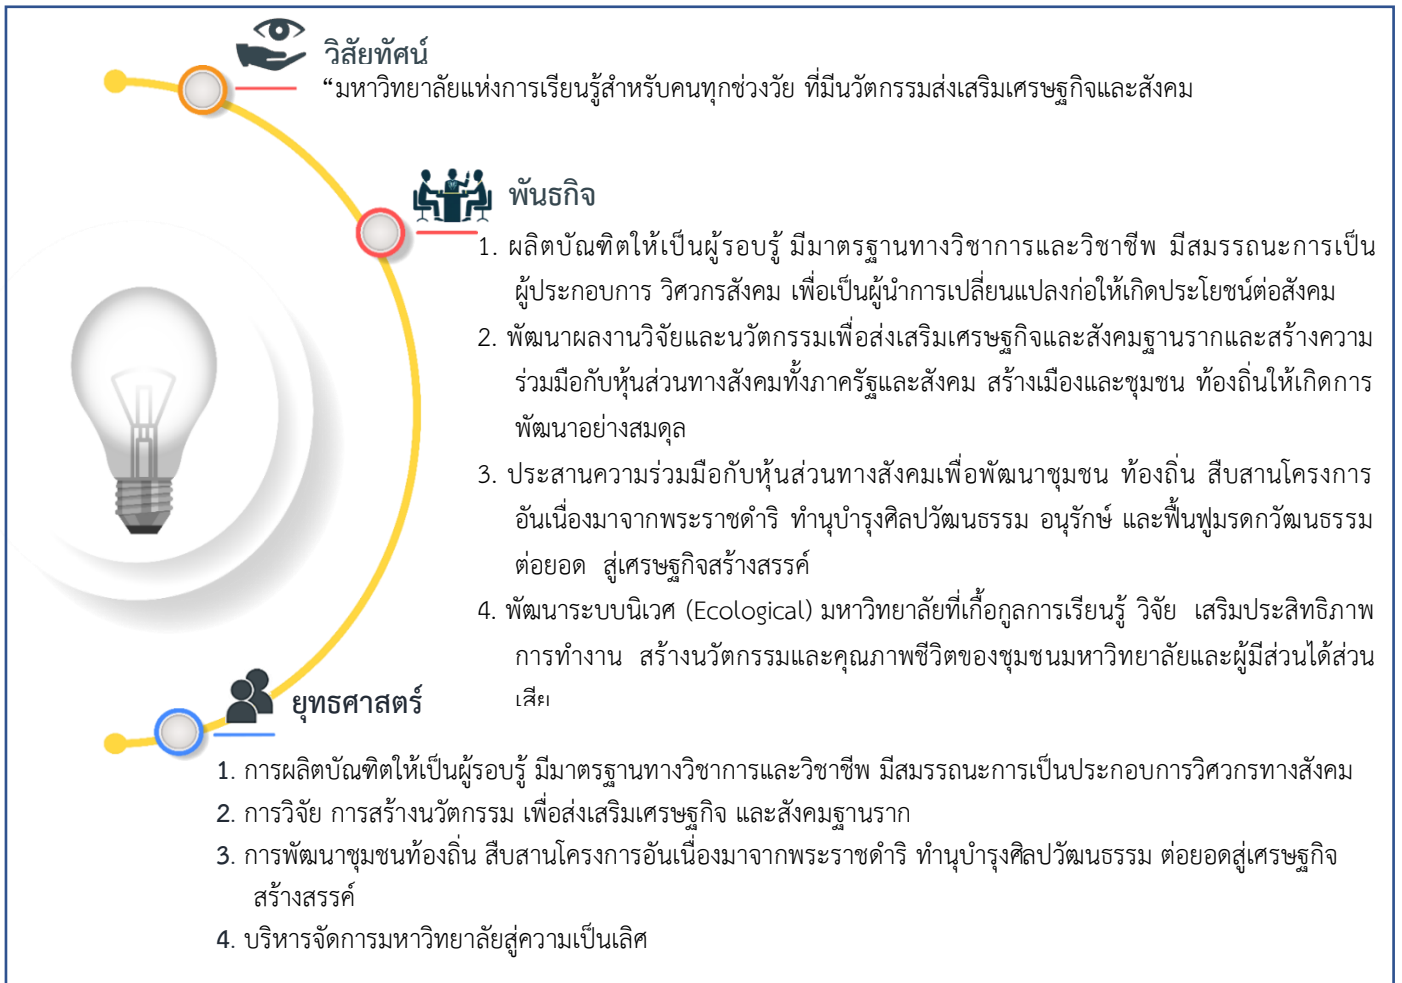 วิสัยทัศน์
“มหาวิทยาลัยแห่งการเรียนรู้สำหรับคนทุกช่วงวัย ที่มีนวัตกรรมส่งเสริมเศรษฐกิจและสังคม
พันธกิจ
1. ผลิตบัณฑิตให้เป็นผู้รอบรู้ มีมาตรฐานทางวิชาการและวิชาชีพ มีสมรรถนะการเป็น
ผู้ประกอบการ วิศวกรสังคม เพื่อเป็นผู้นำการเปลี่ยนแปลงก่อให้เกิดประโยชน์ต่อสังคม
2. พัฒนาผลงานวิจัยและนวัตกรรมเพื่อส่งเสริมเศรษฐกิจและสังคมฐานรากและสร้างความ
ร่วมมือกับหุ้นส่วนทางสังคมทั้งภาครัฐและสังคม สร้างเมืองและชุมชน ท้องถิ่นให้เกิดการ
พัฒนาอย่างสมดุล
3. ประสานความร่วมมือกับหุ้นส่วนทางสังคมเพื่อพัฒนาชุมชน ท้องถิ่น สืบสานโครงการ
อันเนื่องมาจากพระราชดำริ ทำนุบำรุงศิลปวัฒนธรรม อนุรักษ์ และฟื้นฟูมรดกวัฒนธรรม
ต่อยอด สู่เศรษฐกิจสร้างสรรค์
4. พัฒนาระบบนิเวศ (Ecological) มหาวิทยาลัยที่เกื้อกูลการเรียนรู้ วิจัย เสริมประสิทธิภาพ
การทำงาน สร้างนวัตกรรมและคุณภาพชีวิตของชุมชนมหาวิทยาลัยและผู้มีส่วนได้ส่วน
เสีย
ยุทธศาสตร์
1. การผลิตบัณฑิตให้เป็นผู้รอบรู้ มีมาตรฐานทางวิชาการและวิชาชีพ มีสมรรถนะการเป็นประกอบการวิศวกรทางสังคม
2. การวิจัย การสร้างนวัตกรรม เพื่อส่งเสริมเศรษฐกิจ และสังคมฐานราก
3. การพัฒนาชุมชนท้องถิ่น สืบสานโครงการอันเนื่องมาจากพระราชดำริ ทำนุบำรุงศิลปวัฒนธรรม ต่อยอดสู่เศรษฐกิจ
สร้างสรรค์
4. บริหารจัดการมหาวิทยาลัยสู่ความเป็นเลิศ